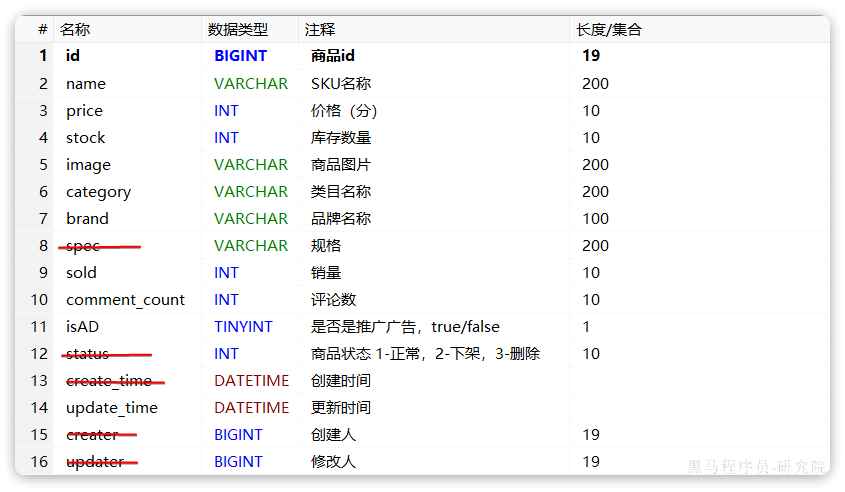 # 名称 数据类型 注释 长度/集合
1 id BIGINT 商品id 19
2 name VARCHAR SKU名称 200
3 price INT 价格（分） 10
4 stock INT 库存数量 10
5 image VARCHAR 商品图片 200
6 category VARCHAR 类目名称 200
7 brand VARCHAR 品牌名称 100
8 spec VARCHAR 规格 200
9 sold INT 销量 10
10 comment_count INT 评论数 10
11 isAD TINYINT 是否是推广广告，true/false 1
12 status INT 商品状态 1-正常，2-下架，3-删除 10
13 create_time DATETIME 创建时间
14 update_time DATETIME 更新时间
15 creater BIGINT 创建人 19
16 updater BIGINT 修改人 19
黑马程序员-研究院